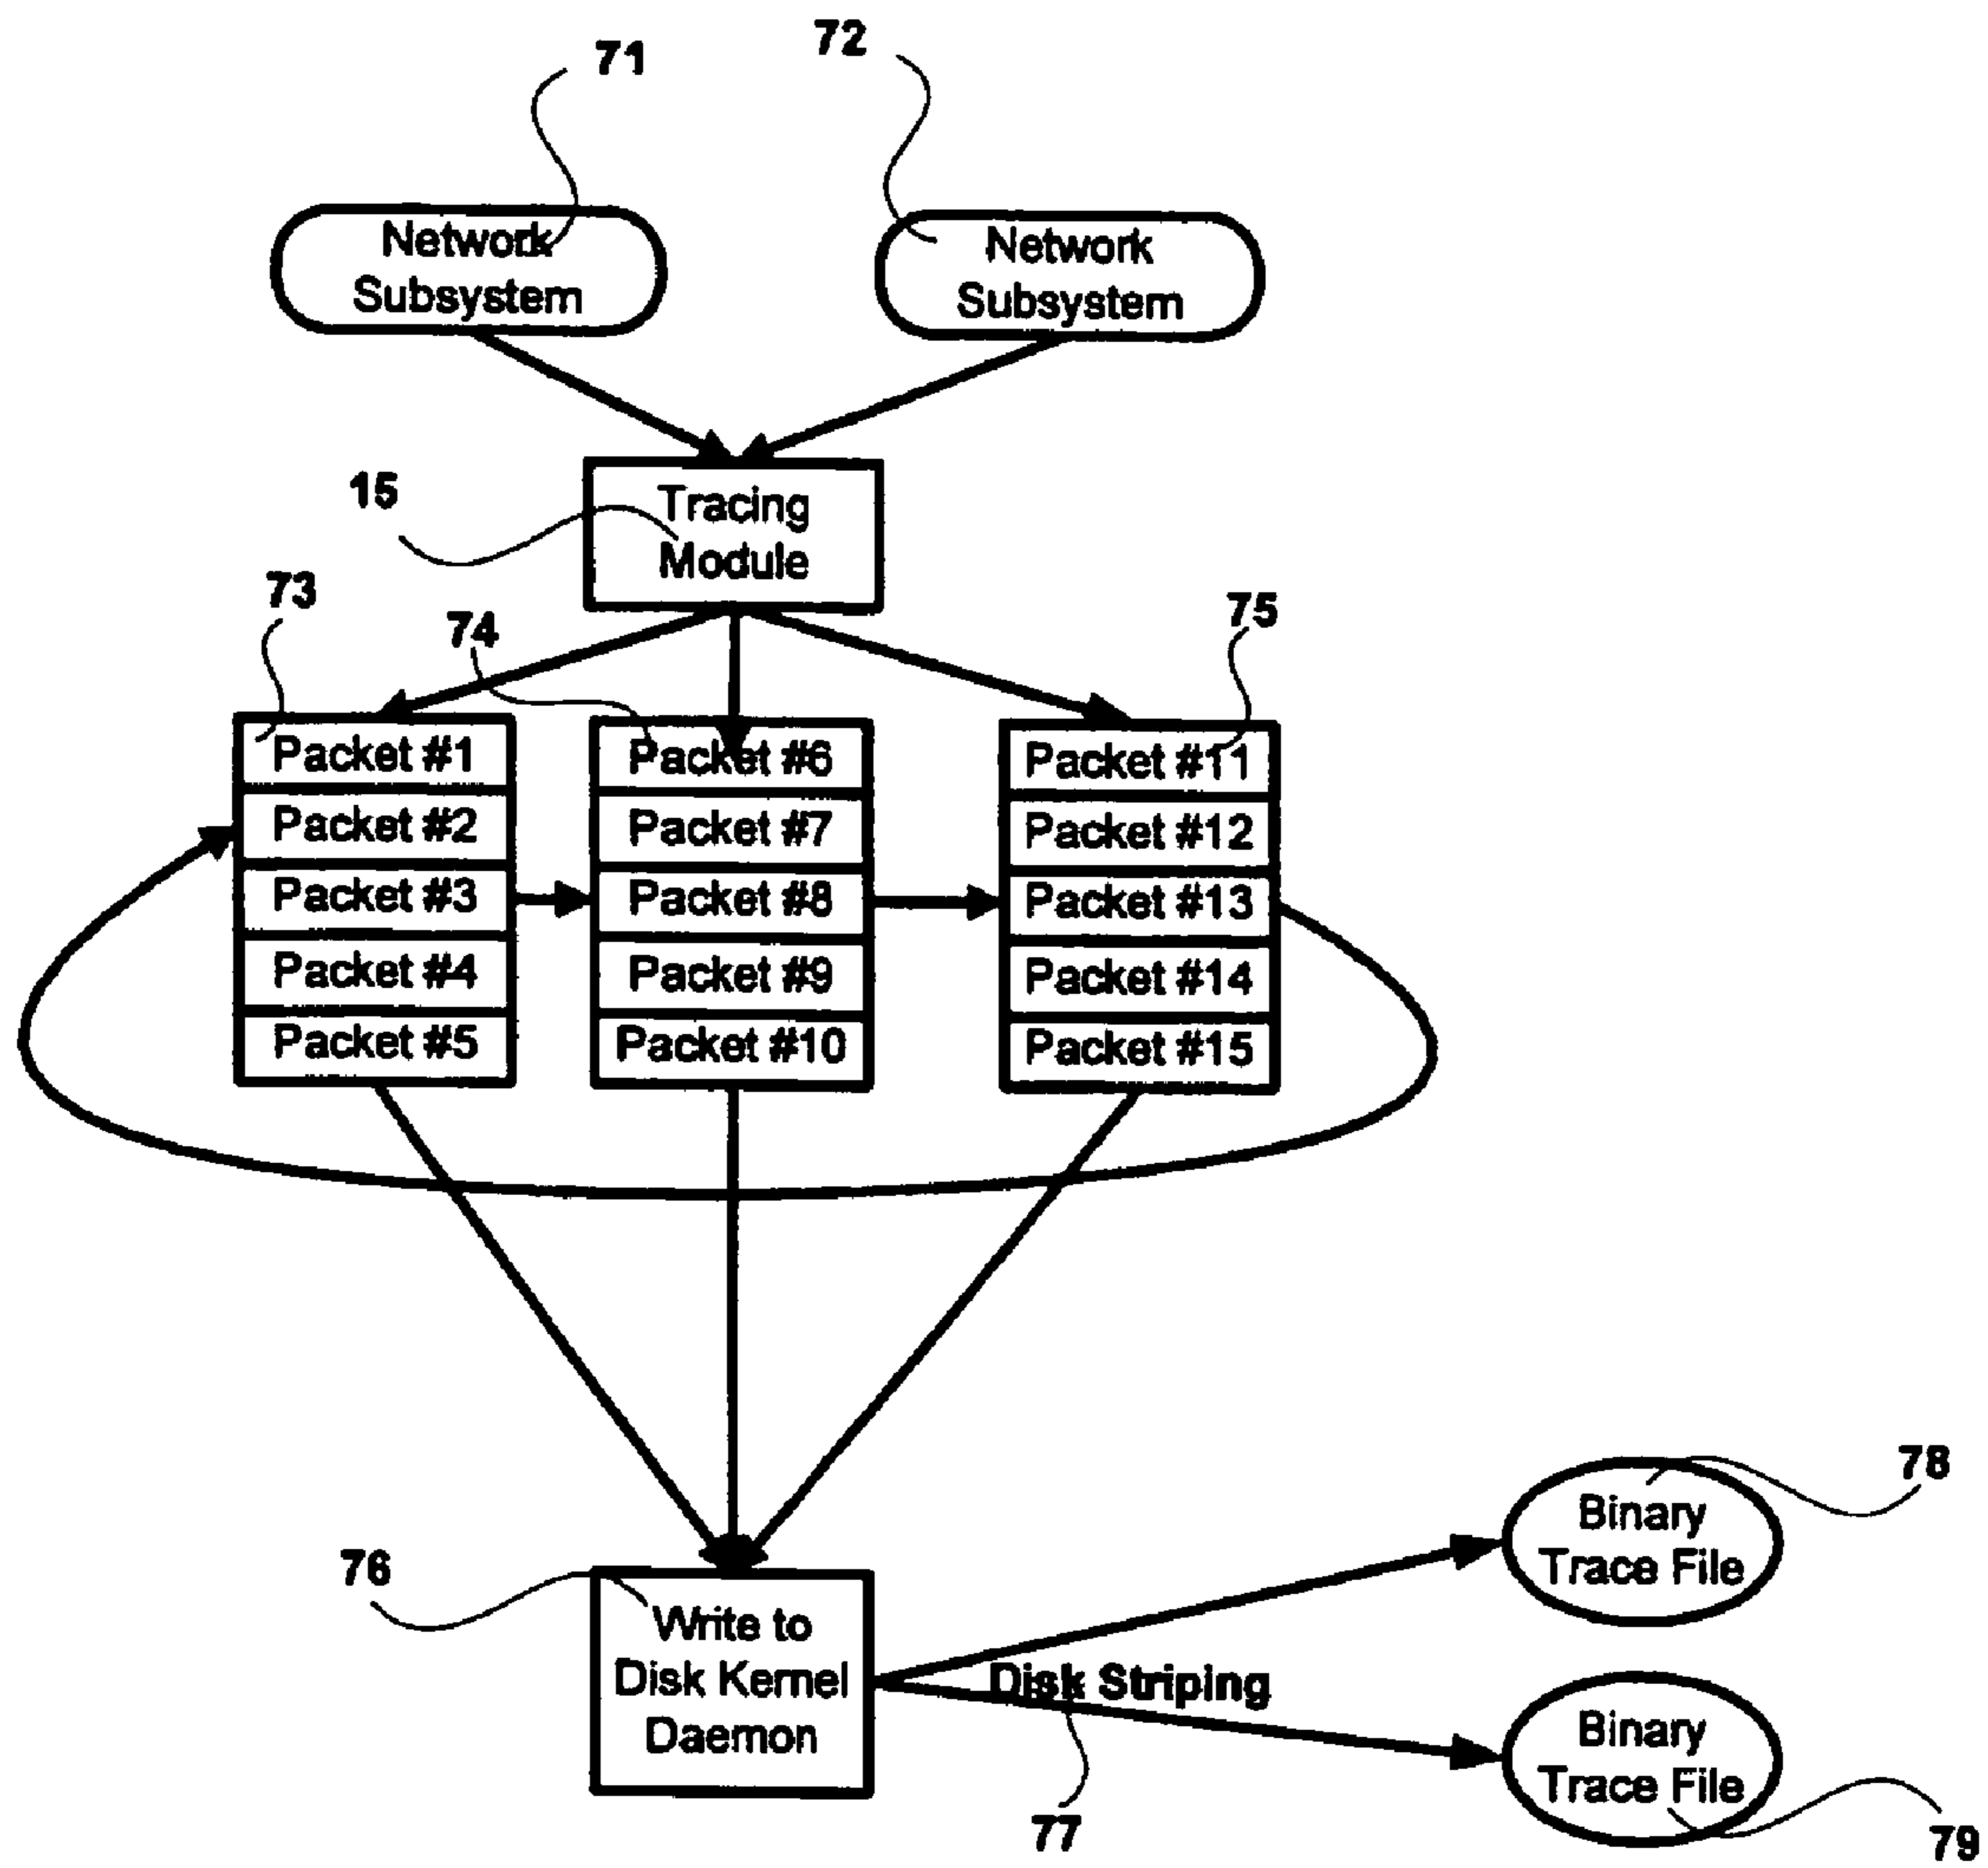 71
72
Network
Subsystem
Network
Subsystem
15
Tracing
Module
73
74
75
Packet #1
Packet #2
Packet #3
Packet #4
Packet #5
Packet #6
Packet #7
Packet #8
Packet #9
Packet #10
Packet #11
Packet #12
Packet #13
Packet #14
Packet #15
76
Write to
Disk Kernel
Daemon
Disk Striping
77
78
Binary
Trace File
Binary
Trace File
79